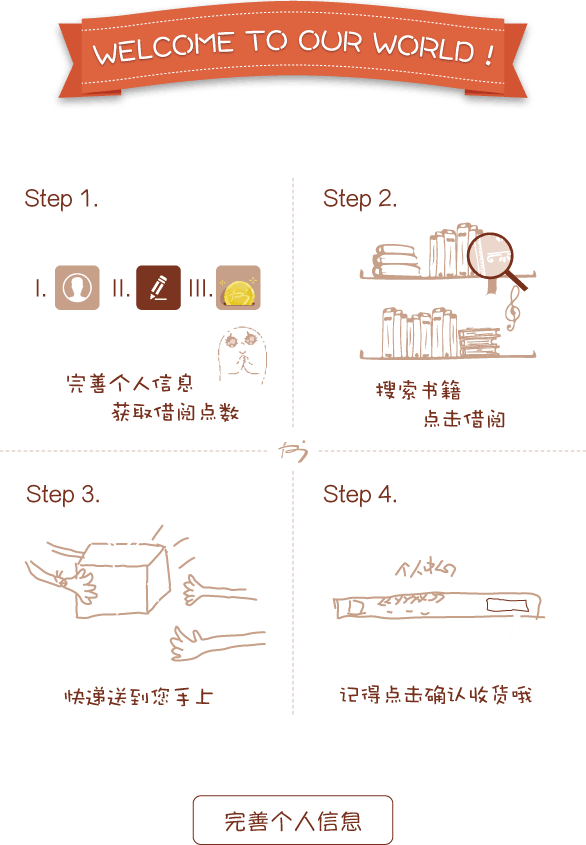 WELCOME TO OUR WORLD !
Step 1.
I. II. III.
完善个人信息
获取借阅点数
Step 2.
搜索书籍
点击借阅
Step 3.
快递送到您手上
Step 4.
个人中心
记得点击确认收货哦
完善个人信息